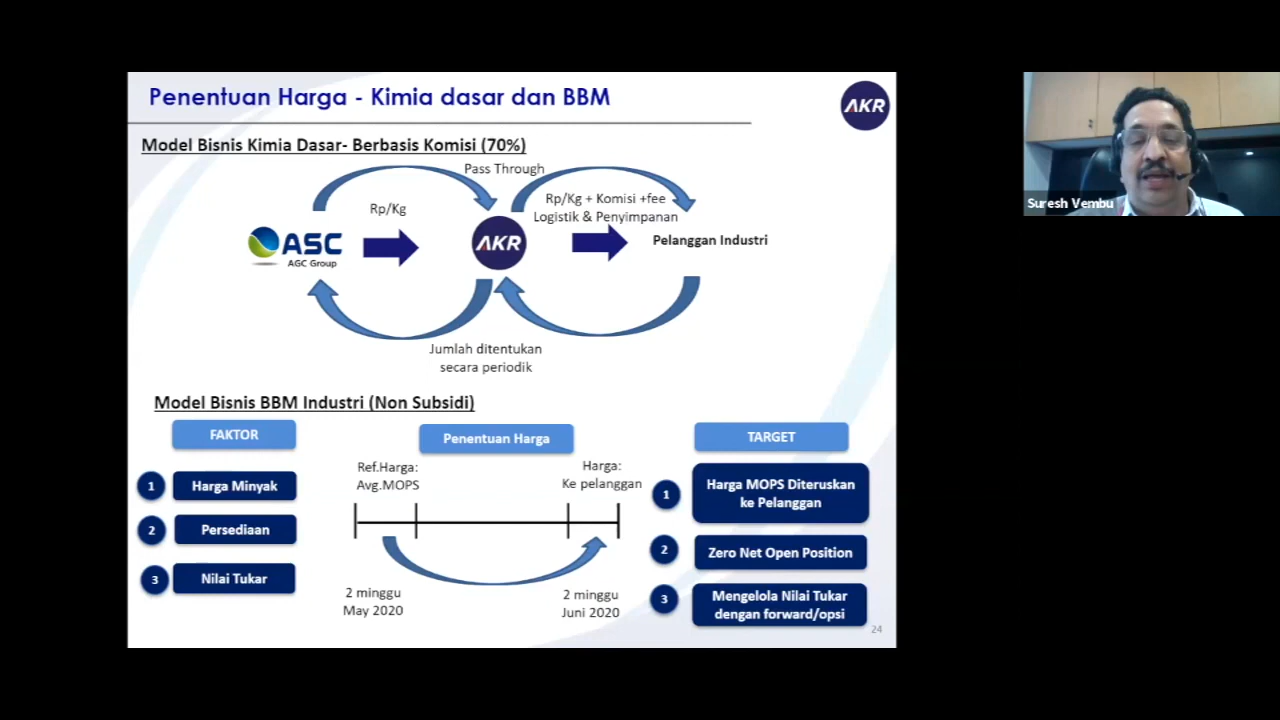 Penentuan Harga - Kimia dasar dan BBM
AKR
Model Bisnis Kimia Dasar- Berbasis Komisi (70%)
Pass Through
Rp/Kg
Rp/Kg + Komisi +fee
Logistik & Penyimpanan
ASC
AGC Group
AKR
Pelanggan Industri
Jumlah ditentukan
secara periodik
Model Bisnis BBM Industri (Non Subsidi)
FAKTOR
1 Harga Minyak
2 Persediaan
3 Nilai Tukar
Penentuan Harga
Ref.Harga:
Avg.MOPS
Harga:
Ke pelanggan
2 minggu
May 2020
2 minggu
Juni 2020
TARGET
1 Harga MOPS Diteruskan
ke Pelanggan
2 Zero Net Open Position
3 Mengelola Nilai Tukar
dengan forward/opsi
24
Suresh Vembu